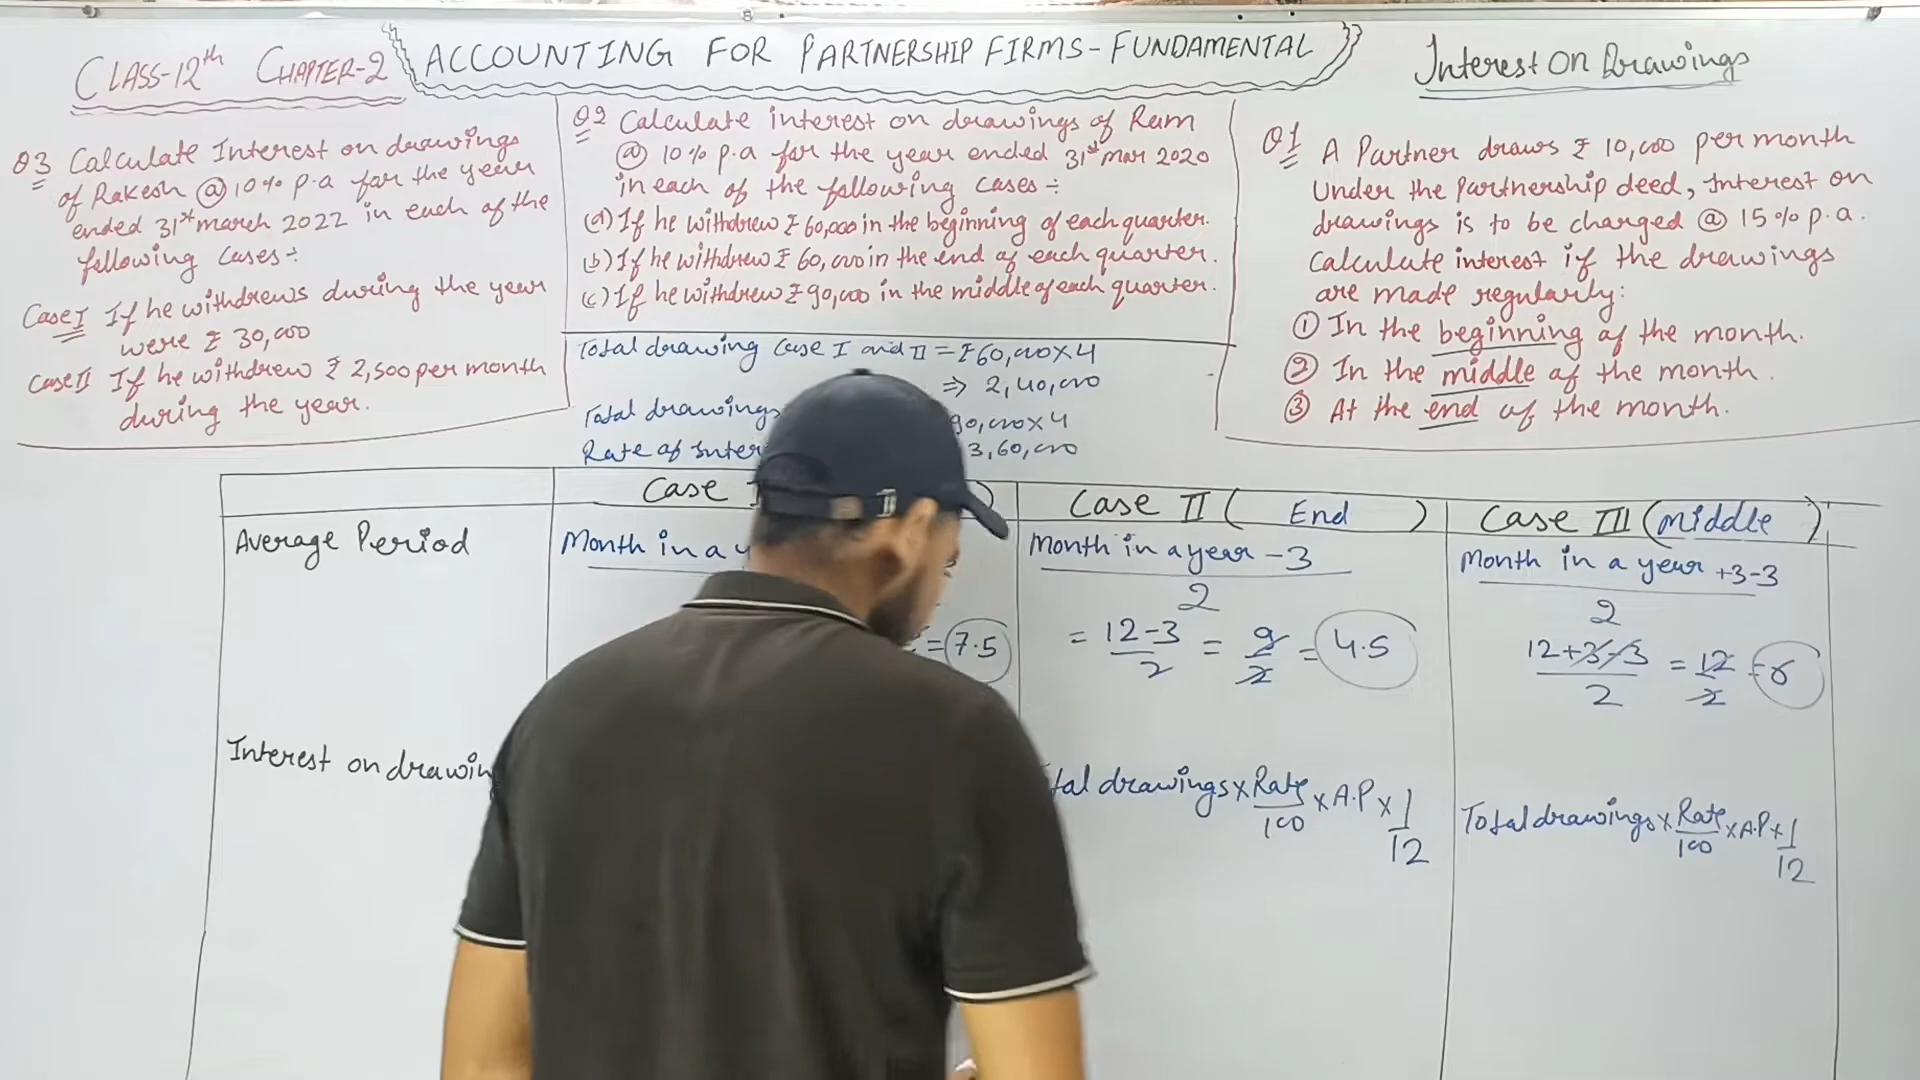 CLASS-12th CHAPTER-2
ACCOUNTING FOR PARTNERSHIP FIRMS-FUNDAMENTAL
Interest On Drawings
Q3 Calculate Interest on drawings
of Rakesh @ 10% p.a for the year
ended 31st march 2022 in each of the
following Cases:-
Case I If he withdrews during the year
were ₹ 30,000
Case II If he withdrew ₹ 2,500 per month
during the year.
Q2 Calculate interest on drawings of Ram
@ 10% p.a for the year ended 31st mar 2020
in each of the following cases :-
(a) If he withdrew ₹ 60,000 in the beginning of each quarter.
(b) If he withdrew ₹ 60,000 in the end of each quarter.
(c) If he withdrew ₹ 90,000 in the middle of each quarter.
Q1 A Partner draws ₹ 10,000 per month
Under the partnership deed, Interest on
drawings is to be charged @ 15% p.a.
Calculate interest if the drawings
are made regularly:
① In the beginning of the month.
② In the middle of the month.
③ At the end of the month.
Total drawing Case I and II = ₹ 60,000 x 4
⇒ 2,40,000
Total drawings 90,000 x 4
Rate of Inter 3,60,000
Case
Case II ( End )
Case III (middle)
Average Period
Month in a y
= 7.5
Month in a year - 3
2
= 12-3 / 2 = 9/2 = 4.5
Month in a year +3-3
2
12+3-3 / 2 = 12/2 = 6
Interest on drawin
tal drawings x Rate/100 x A.P x 1/12
Total drawings x Rate/100 x A.P x 1/12